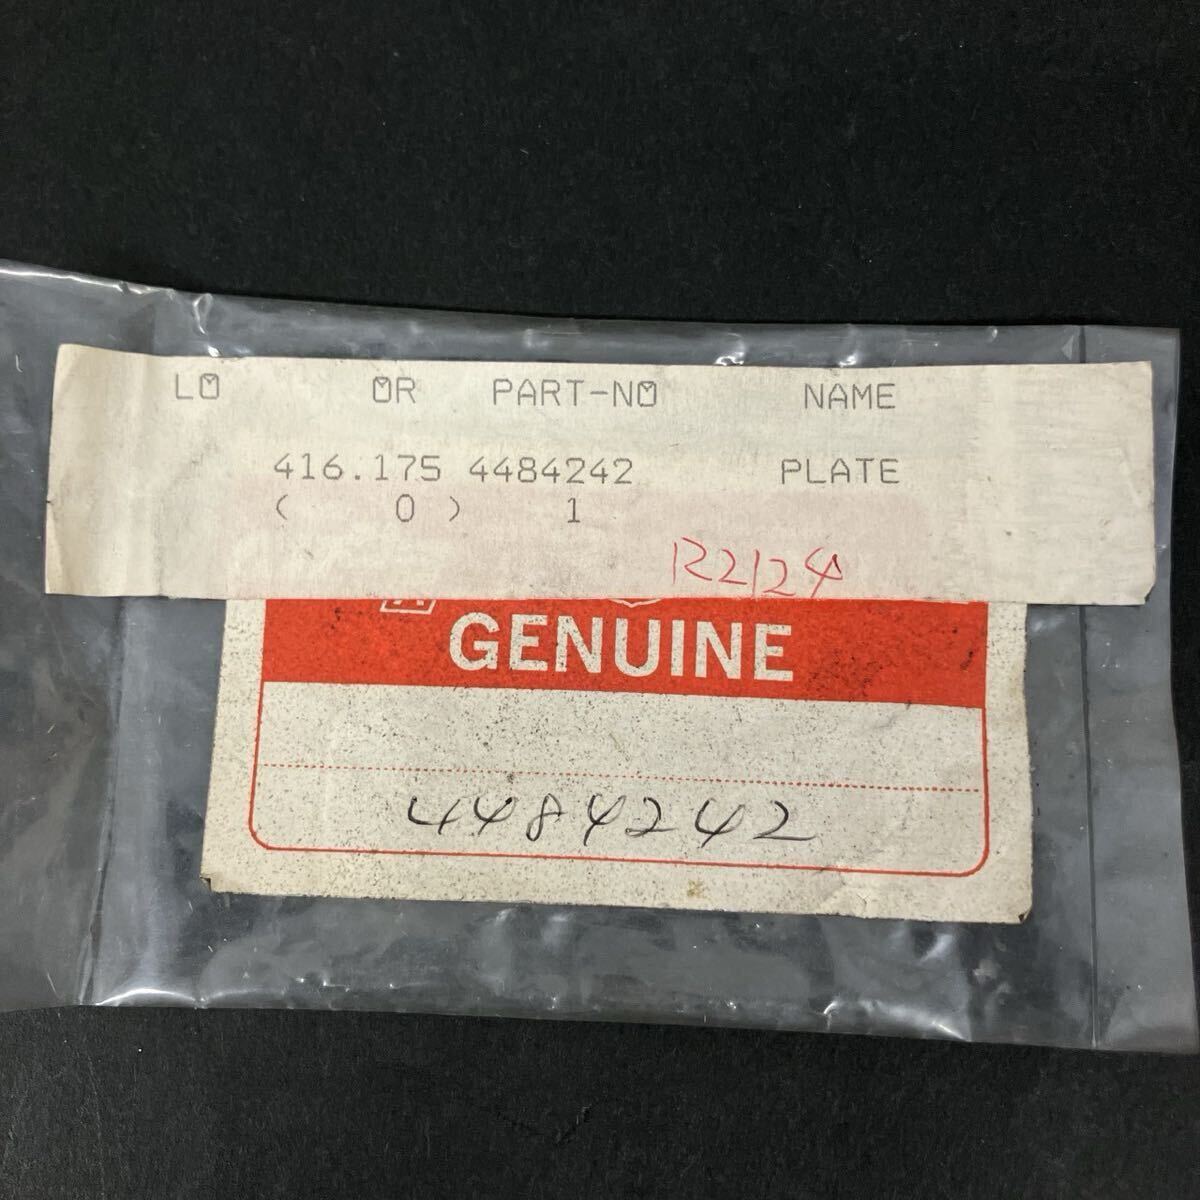 LO OR PART-NO NAME
416.175 4484242 PLATE
( 0 ) 1
R2124
GENUINE
4484242